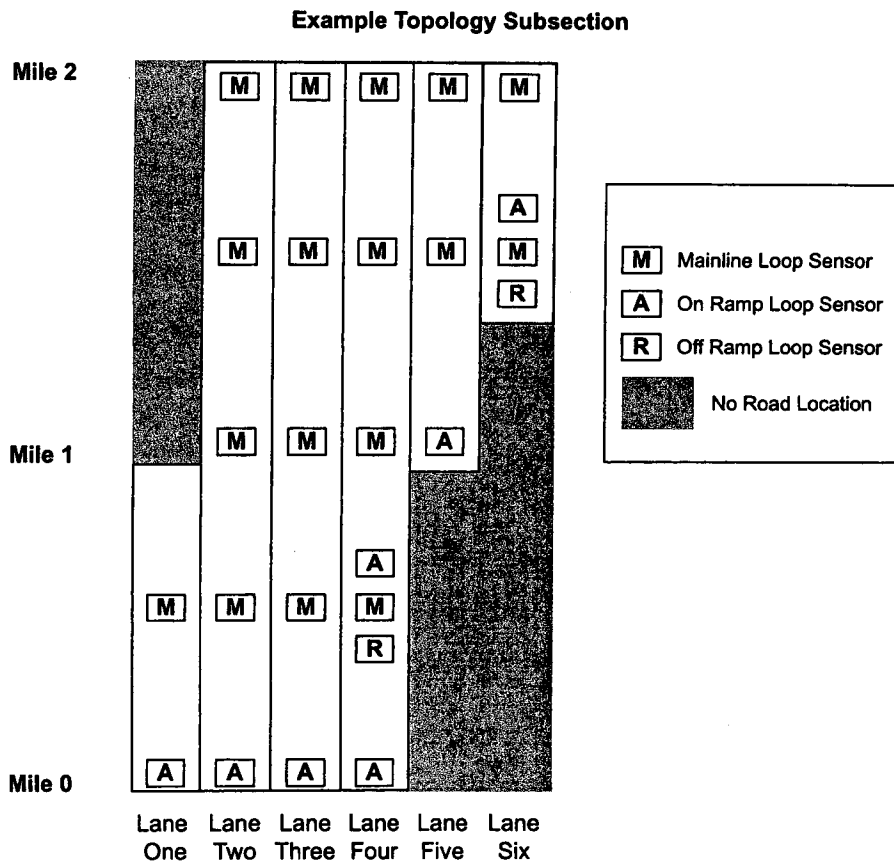 Example Topology Subsection
Mile 2
M M M M M
A
M M M M M
R
M Mainline Loop Sensor
A On Ramp Loop Sensor
R Off Ramp Loop Sensor
No Road Location
Mile 1
M M M A
A
M M M M
R
Mile 0
A A A A
Lane One
Lane Two
Lane Three
Lane Four
Lane Five
Lane Six